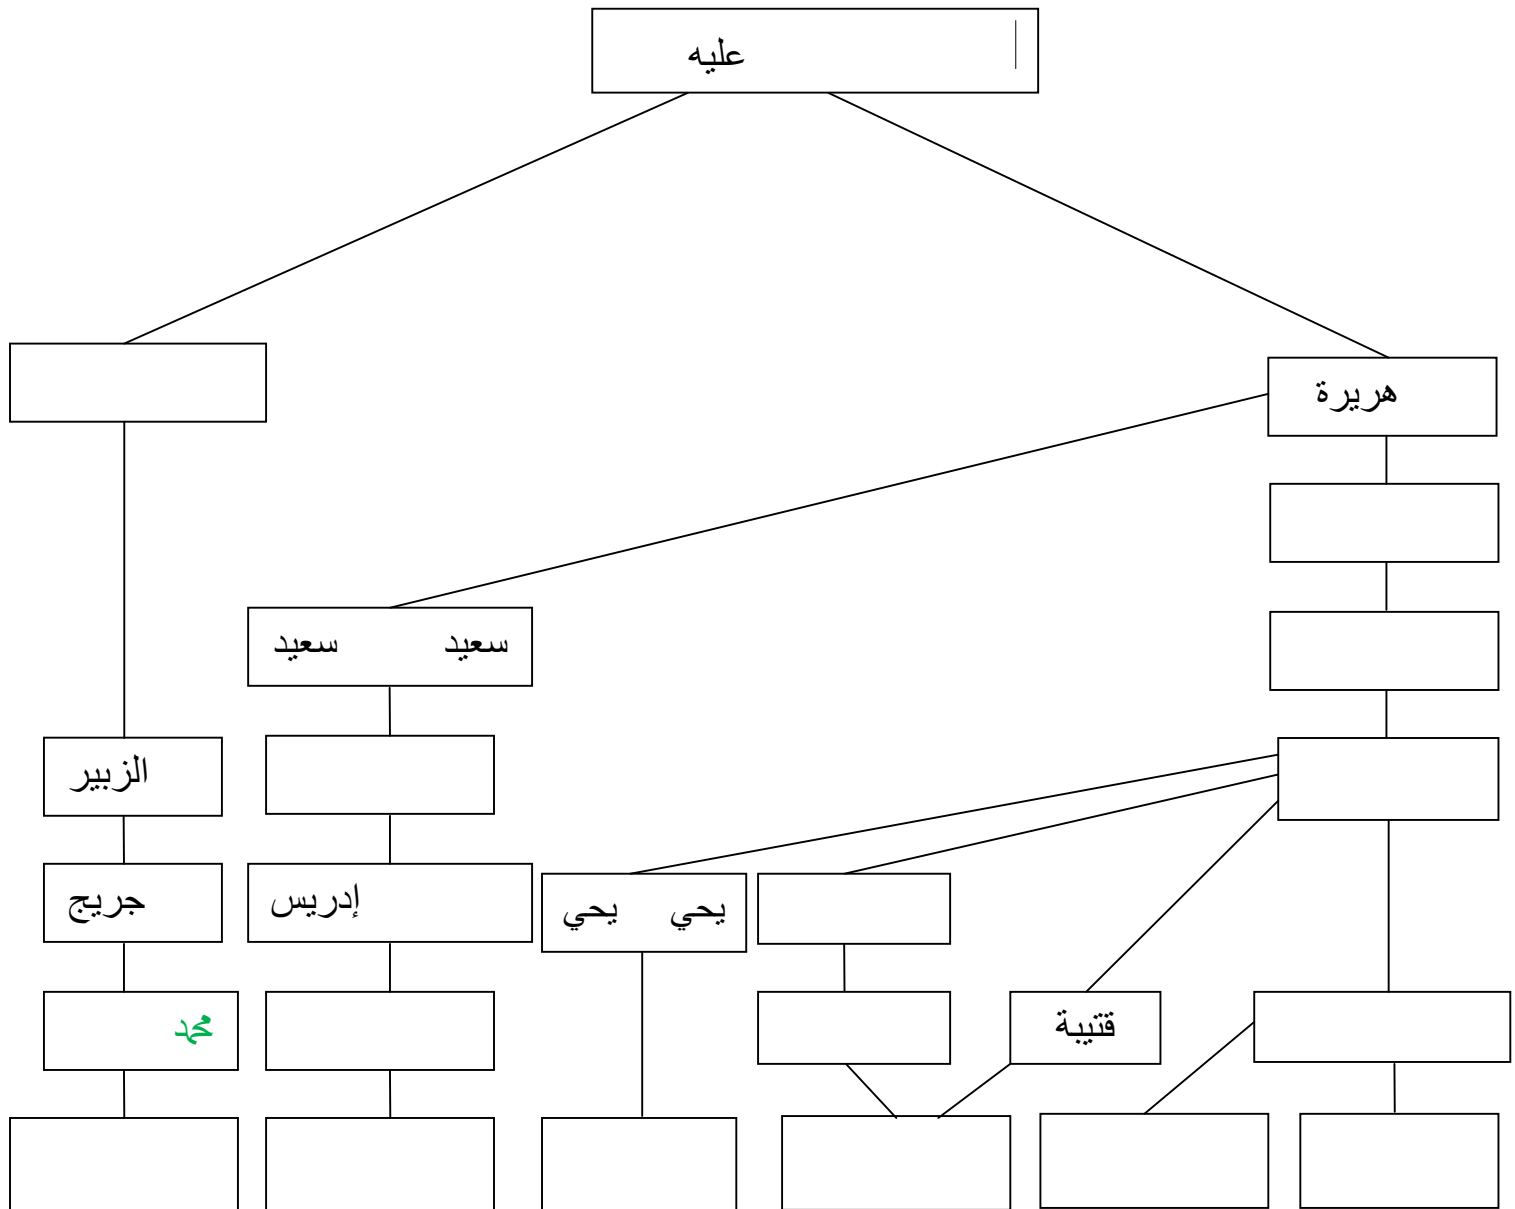 عليه
هريرة
سعيد سعيد
الزبير
جريج
إدريس
يحي يحي
محمد
قتيبة